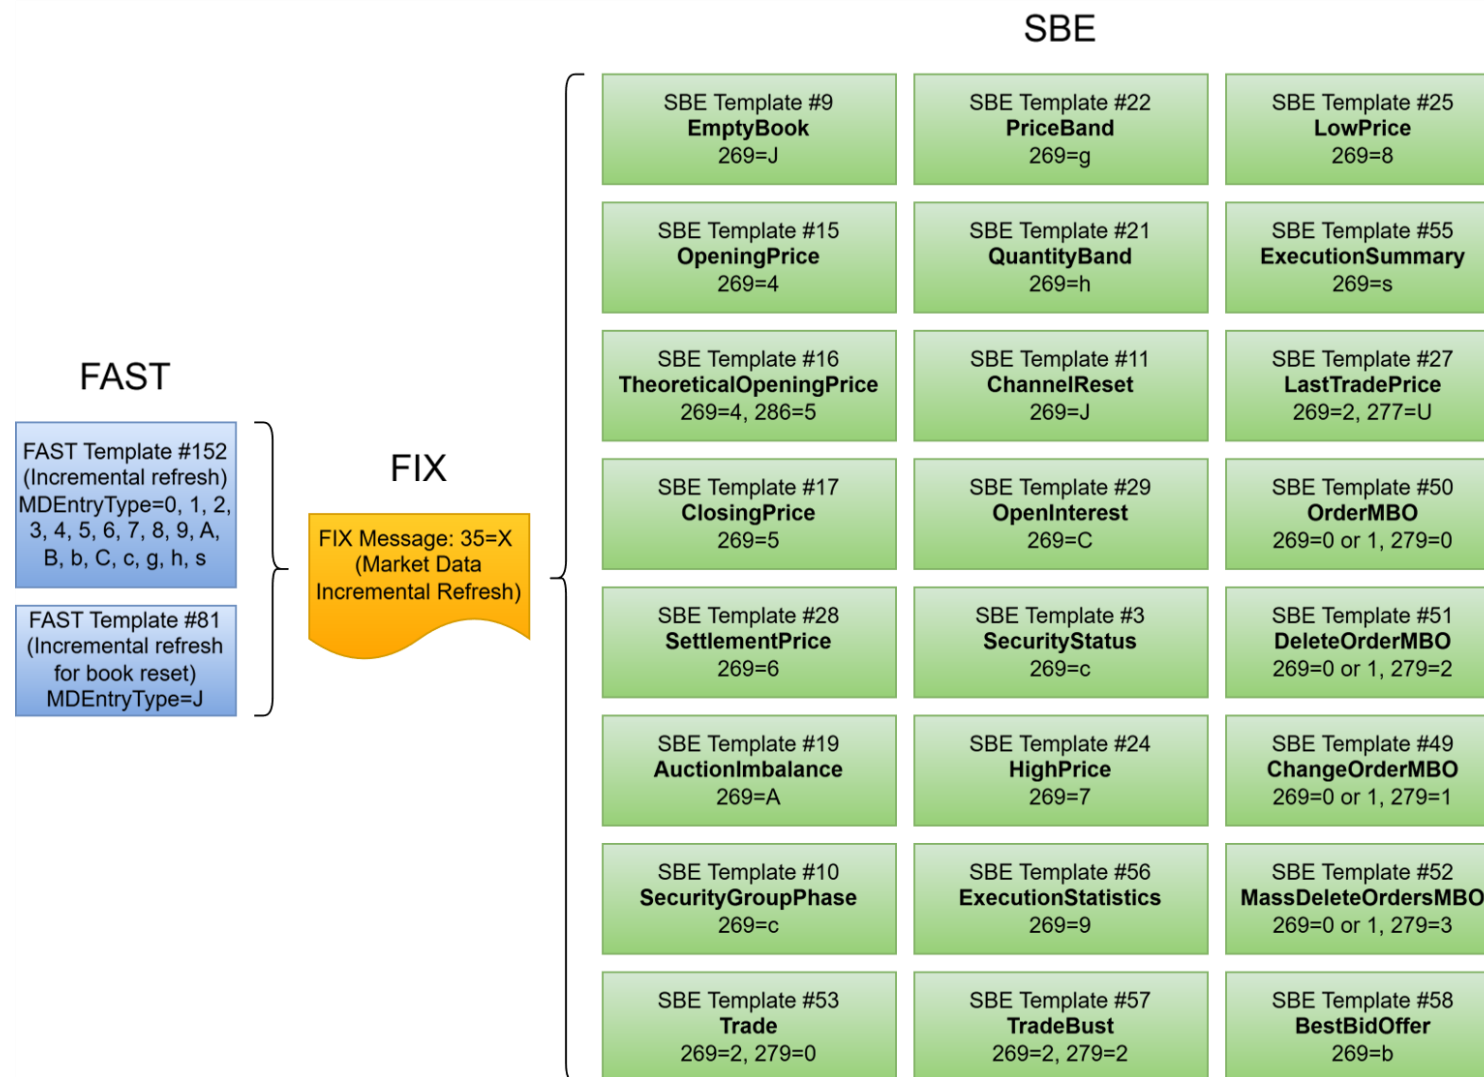 SBE
FAST
FAST Template #152
(Incremental refresh)
MDEntryType=0, 1, 2,
3, 4, 5, 6, 7, 8, 9, A,
B, b, C, c, g, h, s
FAST Template #81
(Incremental refresh
for book reset)
MDEntryType=J
FIX
FIX Message: 35=X
(Market Data
Incremental Refresh)
SBE Template #9
EmptyBook
269=J
SBE Template #22
PriceBand
269=g
SBE Template #25
LowPrice
269=8
SBE Template #15
OpeningPrice
269=4
SBE Template #21
QuantityBand
269=h
SBE Template #55
ExecutionSummary
269=s
SBE Template #16
TheoreticalOpeningPrice
269=4, 286=5
SBE Template #11
ChannelReset
269=J
SBE Template #27
LastTradePrice
269=2, 277=U
SBE Template #17
ClosingPrice
269=5
SBE Template #29
OpenInterest
269=C
SBE Template #50
OrderMBO
269=0 or 1, 279=0
SBE Template #28
SettlementPrice
269=6
SBE Template #3
SecurityStatus
269=c
SBE Template #51
DeleteOrderMBO
269=0 or 1, 279=2
SBE Template #19
AuctionImbalance
269=A
SBE Template #24
HighPrice
269=7
SBE Template #49
ChangeOrderMBO
269=0 or 1, 279=1
SBE Template #10
SecurityGroupPhase
269=c
SBE Template #56
ExecutionStatistics
269=9
SBE Template #52
MassDeleteOrdersMBO
269=0 or 1, 279=3
SBE Template #53
Trade
269=2, 279=0
SBE Template #57
TradeBust
269=2, 279=2
SBE Template #58
BestBidOffer
269=b